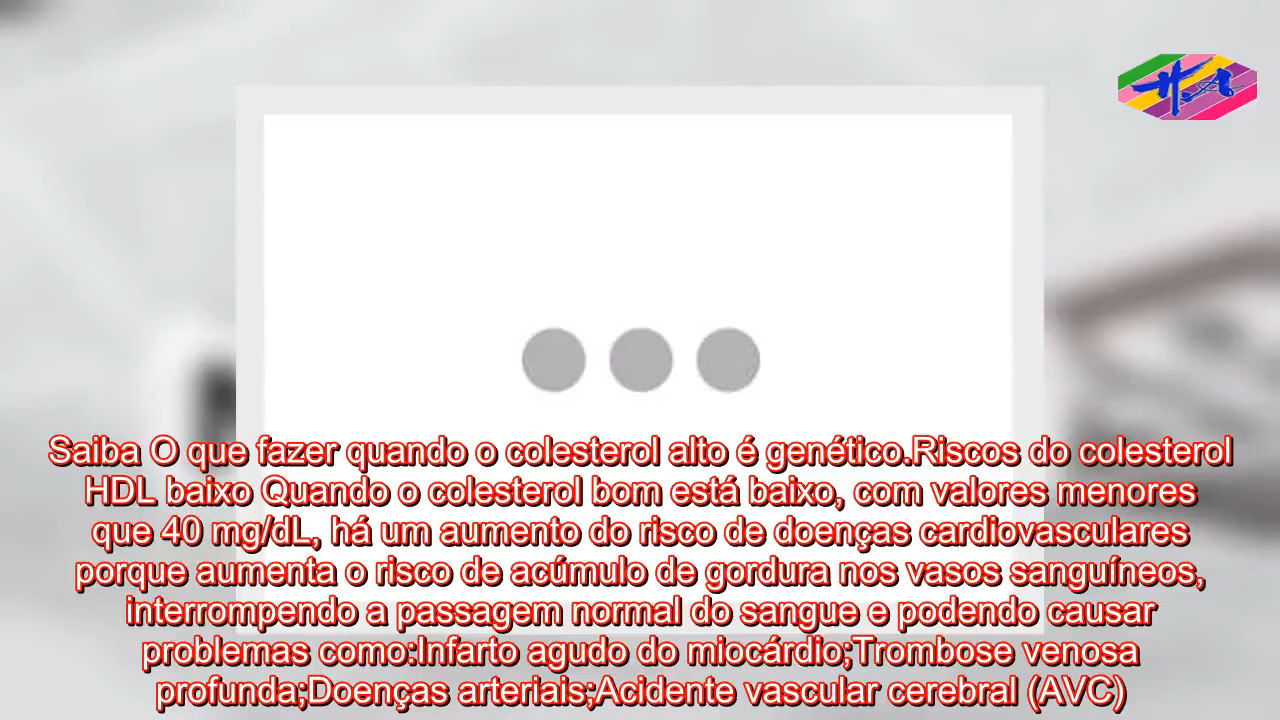 Saiba O que fazer quando o colesterol alto é genético.Riscos do colesterol
HDL baixo Quando o colesterol bom está baixo, com valores menores
que 40 mg/dL, há um aumento do risco de doenças cardiovasculares
porque aumenta o risco de acúmulo de gordura nos vasos sanguíneos,
interrompendo a passagem normal do sangue e podendo causar
problemas como:Infarto agudo do miocárdio;Trombose venosa
profunda;Doenças arteriais;Acidente vascular cerebral (AVC)